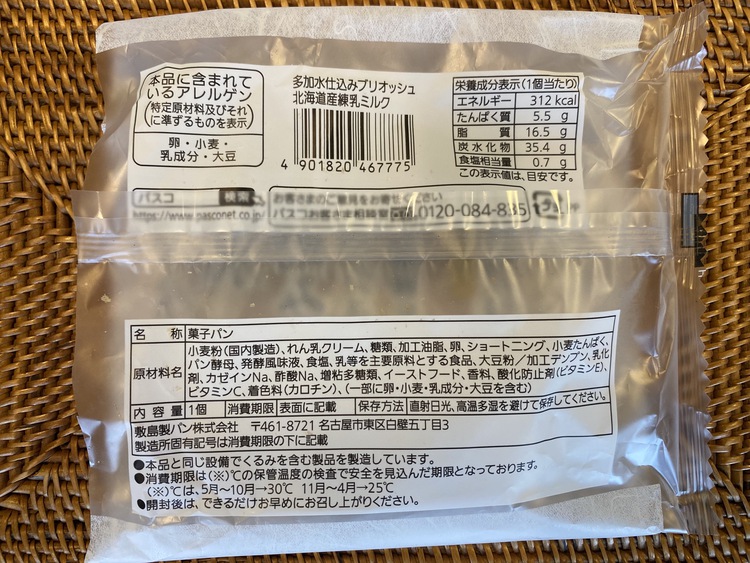 本品に含まれて
いるアレルゲン
(特定原材料及びそれ
に準ずるものを表示)
卵・小麦・
乳成分・大豆
多加水仕込みブリオッシュ
北海道産練乳ミルク
4 901820 467775
栄養成分表示(1個当たり)
エネルギー 312 kcal
たんぱく質 5.5 g
脂質 16.5 g
炭水化物 35.4 g
食塩相当量 0.7 g
この表示値は、目安です。
パスコ 検索
https://www.pasconet.co.jp/
お客さまのご意見をお寄せください
パスコお客さま相談室 0120-084-835
名称 菓子パン
原材料名 小麦粉(国内製造)、れん乳クリーム、糖類、加工油脂、卵、ショートニング、小麦たんぱく、
パン酵母、発酵風味液、食塩、乳等を主要原料とする食品、大豆粉/加工デンプン、乳化
剤、カゼインNa、酢酸Na、増粘多糖類、イーストフード、香料、酸化防止剤(ビタミンE)、
ビタミンC、着色料(カロチン)、(一部に卵・小麦・乳成分・大豆を含む)
内容量 1個 消費期限 表面に記載 保存方法 直射日光、高温多湿を避けて保存してください。
敷島製パン株式会社 〒461-8721 名古屋市東区白壁五丁目3
製造所固有記号は消費期限の下に記載
●本品と同じ設備でくるみを含む製品を製造しています。
●消費期限は(※)℃の保管温度の検査で安全を見込んだ期限となっております。
(※)℃は、5月〜10月→30℃ 11月〜4月→25℃
●開封後は、できるだけお早めにお召し上がりください。